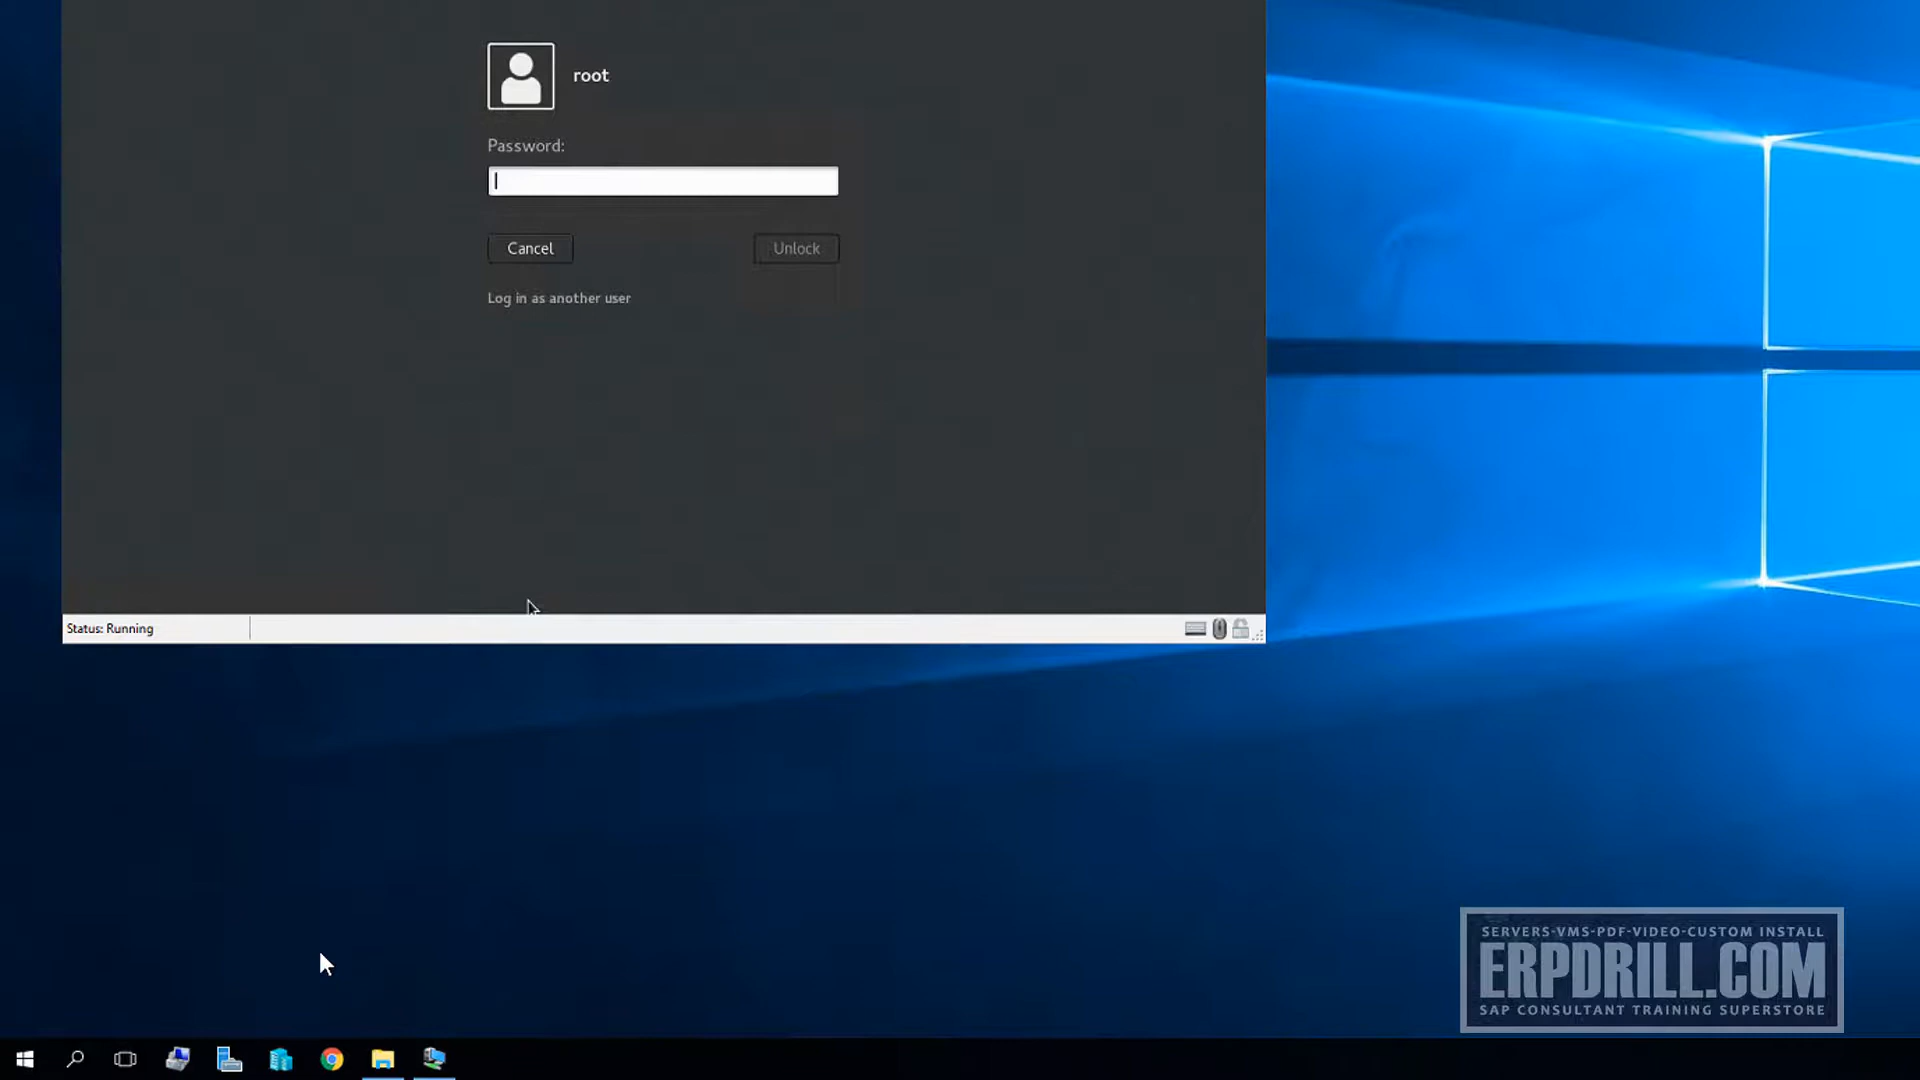 root
Password:
Cancel
Unlock
Log in as another user
Status: Running
SERVERS-VMS-PDF-VIDEO-CUSTOM INSTALL
ERPDRILL.COM
SAP CONSULTANT TRAINING SUPERSTORE